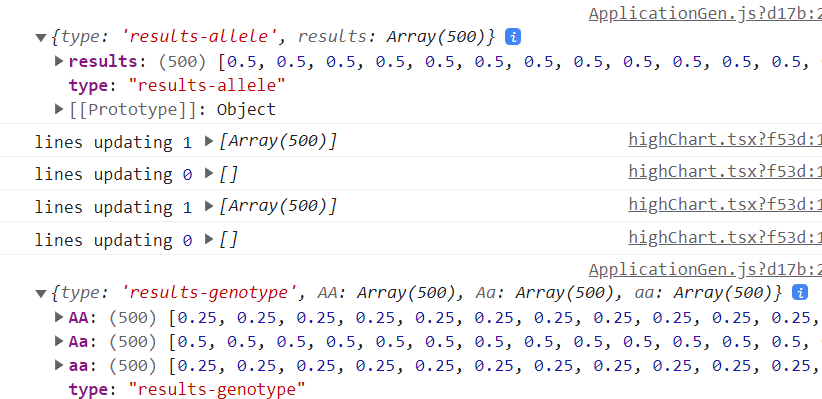 ApplicationGen.js?d17b:2
▼{type: 'results-allele', results: Array(500)} i
▶results: (500) [0.5, 0.5, 0.5, 0.5, 0.5, 0.5, 0.5, 0.5, 0.5, 0.5, 0.5, 0.5,
type: "results-allele"
▶[[Prototype]]: Object
lines updating 1 ▶[Array(500)] highChart.tsx?f53d:1
lines updating 0 ▶[] highChart.tsx?f53d:1
lines updating 1 ▶[Array(500)] highChart.tsx?f53d:1
lines updating 0 ▶[] highChart.tsx?f53d:1
ApplicationGen.js?d17b:2
▼{type: 'results-genotype', AA: Array(500), Aa: Array(500), aa: Array(500)} i
▶AA: (500) [0.25, 0.25, 0.25, 0.25, 0.25, 0.25, 0.25, 0.25, 0.25, 0.25, 0.25,
▶Aa: (500) [0.5, 0.5, 0.5, 0.5, 0.5, 0.5, 0.5, 0.5, 0.5, 0.5, 0.5, 0.5, 0.5,
▶aa: (500) [0.25, 0.25, 0.25, 0.25, 0.25, 0.25, 0.25, 0.25, 0.25, 0.25, 0.25,
type: "results-genotype"